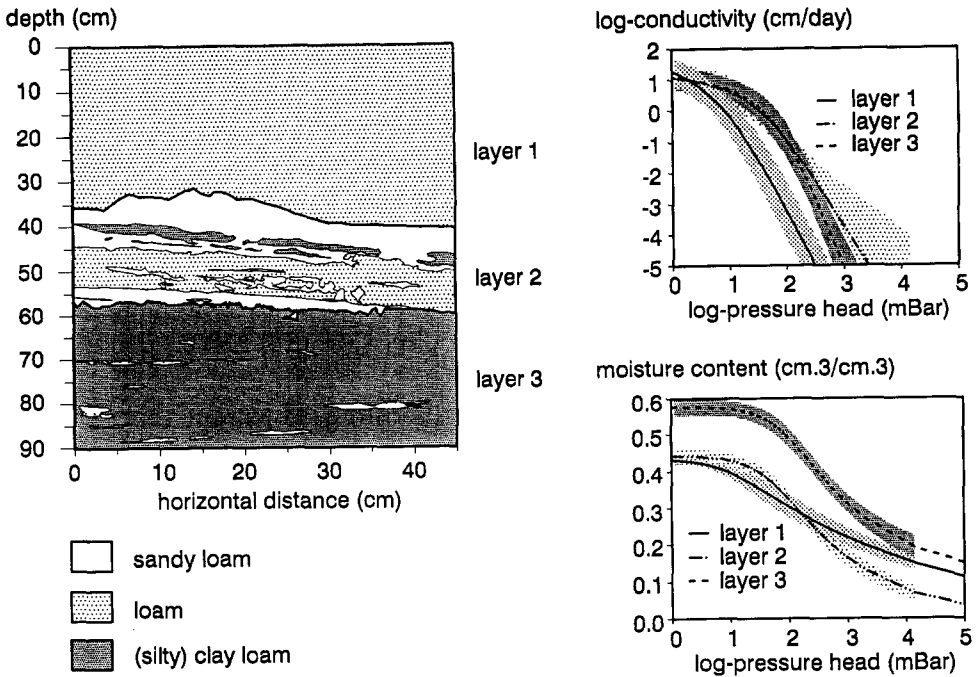 depth (cm)
0
10
20
30
40
50
60
70
80
90
layer 1
layer 2
layer 3
0 10 20 30 40
horizontal distance (cm)
sandy loam
loam
(silty) clay loam
log-conductivity (cm/day)
2
1
0
-1
-2
-3
-4
-5
layer 1
layer 2
layer 3
0 1 2 3 4 5
log-pressure head (mBar)
moisture content (cm.3/cm.3)
0.6
0.5
0.4
0.3
0.2
0.1
0.0
layer 1
layer 2
layer 3
0 1 2 3 4 5
log-pressure head (mBar)